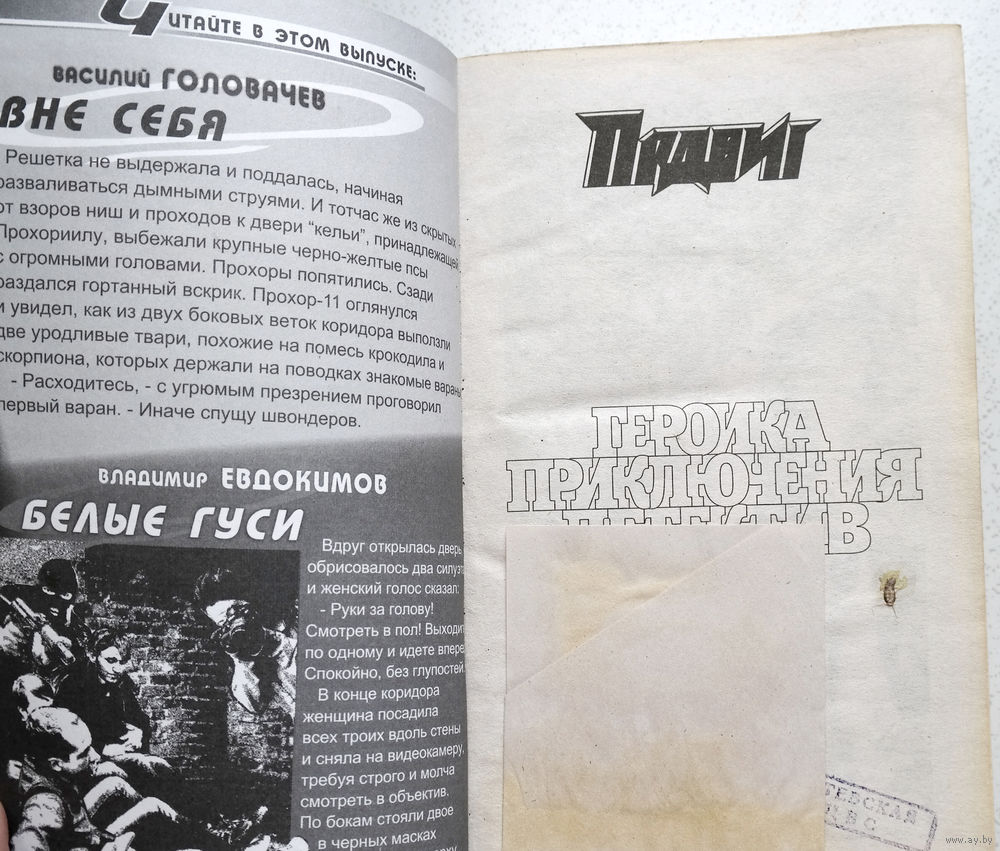 Читайте в этом выпуске:
василий ГОЛОВАЧЕВ
ВНЕ СЕБЯ
Решетка не выдержала и поддалась, начиная
разваливаться дымными струями. И тотчас же из скрытых
от взоров ниш и проходов к двери “кельи”, принадлежащей
Прохориилу, выбежали крупные черно-желтые псы
с огромными головами. Прохоры попятились. Сзади
раздался гортанный вскрик. Прохор-11 оглянулся
и увидел, как из двух боковых веток коридора выползли
две уродливые твари, похожие на помесь крокодила и
скорпиона, которых держали на поводках знакомые вараны
- Расходитесь, - с угрюмым презрением проговорил
первый варан. - Иначе спущу швондеров.
владимир ЕВДОКИМОВ
БЕЛЫЕ ГУСИ
Вдруг открылась дверь
обрисовалось два силуэта
и женский голос сказал:
- Руки за голову!
Смотреть в пол! Выходи
по одному и идете впере
Спокойно, без глупостей.
В конце коридора
женщина посадила
всех троих вдоль стены
и сняла на видеокамеру,
требуя строго и молча
смотреть в объектив.
По бокам стояли двое
в черных масках
Подвиг
ГЕРОИКА
ПРИКЛЮЧЕНИЯ
ДЕТЕКТИВ
ТЕВСКАЯ
ЦБС
www.ay.by